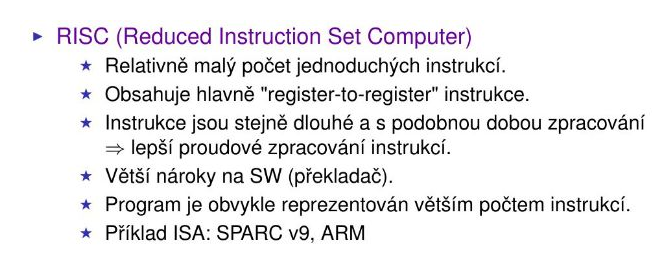 RISC (Reduced Instruction Set Computer)
Relativně malý počet jednoduchých instrukcí.
Obsahuje hlavně "register-to-register" instrukce.
Instrukce jsou stejně dlouhé a s podobnou dobou zpracování
⇒ lepší proudové zpracování instrukcí.
Větší nároky na SW (překladač).
Program je obvykle reprezentován větším počtem instrukcí.
Příklad ISA: SPARC v9, ARM